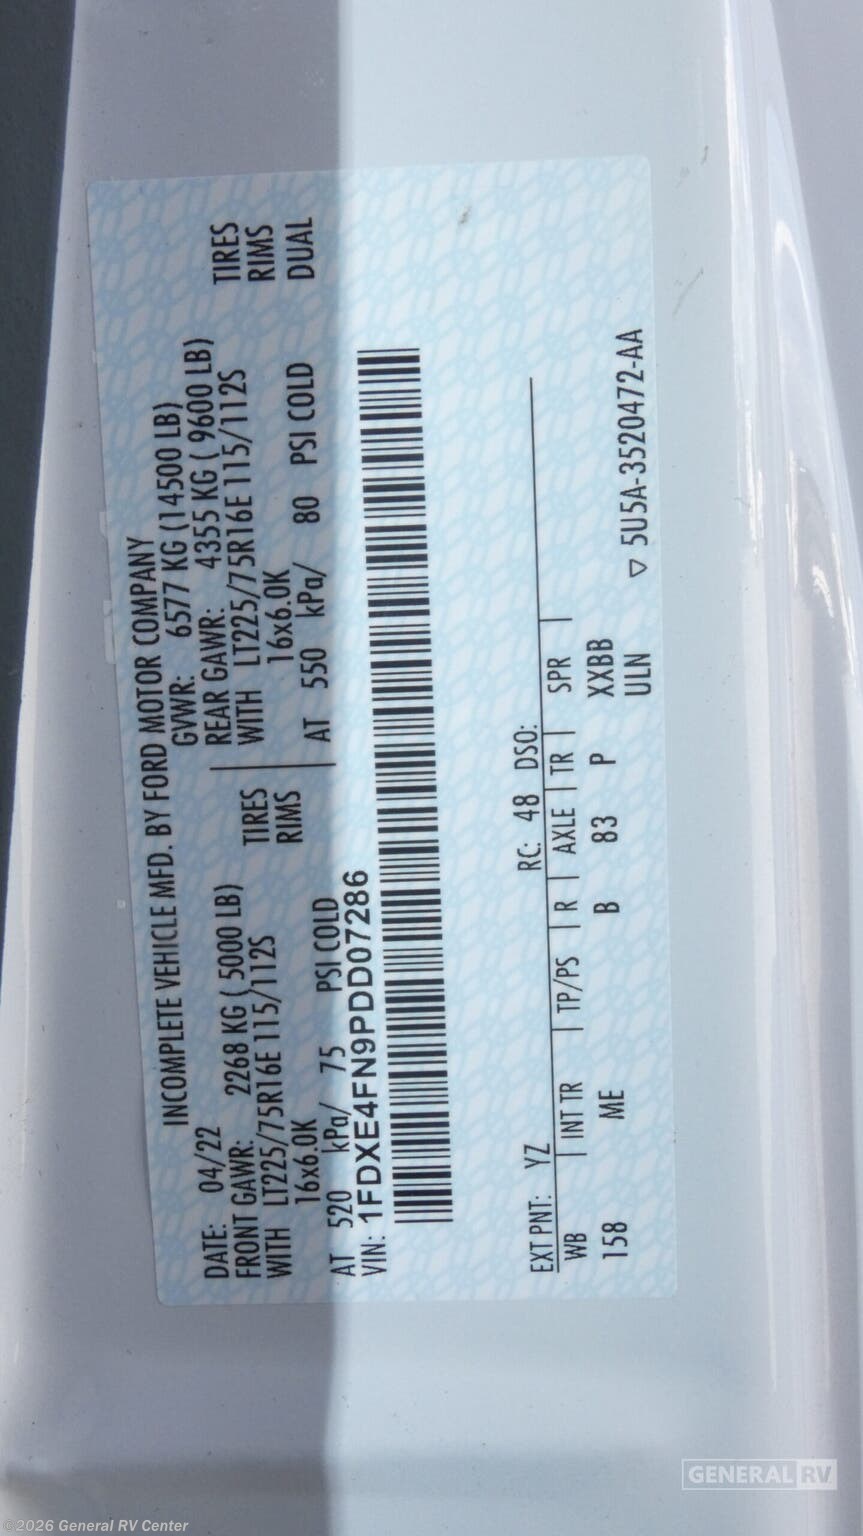 INCOMPLETE VEHICLE MFD. BY FORD MOTOR COMPANY
DATE: 04/22 GVWR: 6577 KG (14500 LB)
FRONT GAWR: 2268 KG ( 5000 LB) REAR GAWR: 4355 KG ( 9600 LB)
WITH LT225/75R16E 115/112S TIRES WITH LT225/75R16E 115/112S TIRES
16x6.0K RIMS 16x6.0K RIMS
AT 520 kPa/ 75 PSI COLD AT 550 kPa/ 80 PSI COLD DUAL
VIN: 1FDXE4FN9PDD07286
EXT PNT: YZ RC: 48 DSO:
WB | INT TR | TP/PS | R | AXLE | TR | SPR |
158 ME B 83 P XXBB
ULN ▽ 5U5A-3520472-AA
GENERAL RV
©2026 General RV Center